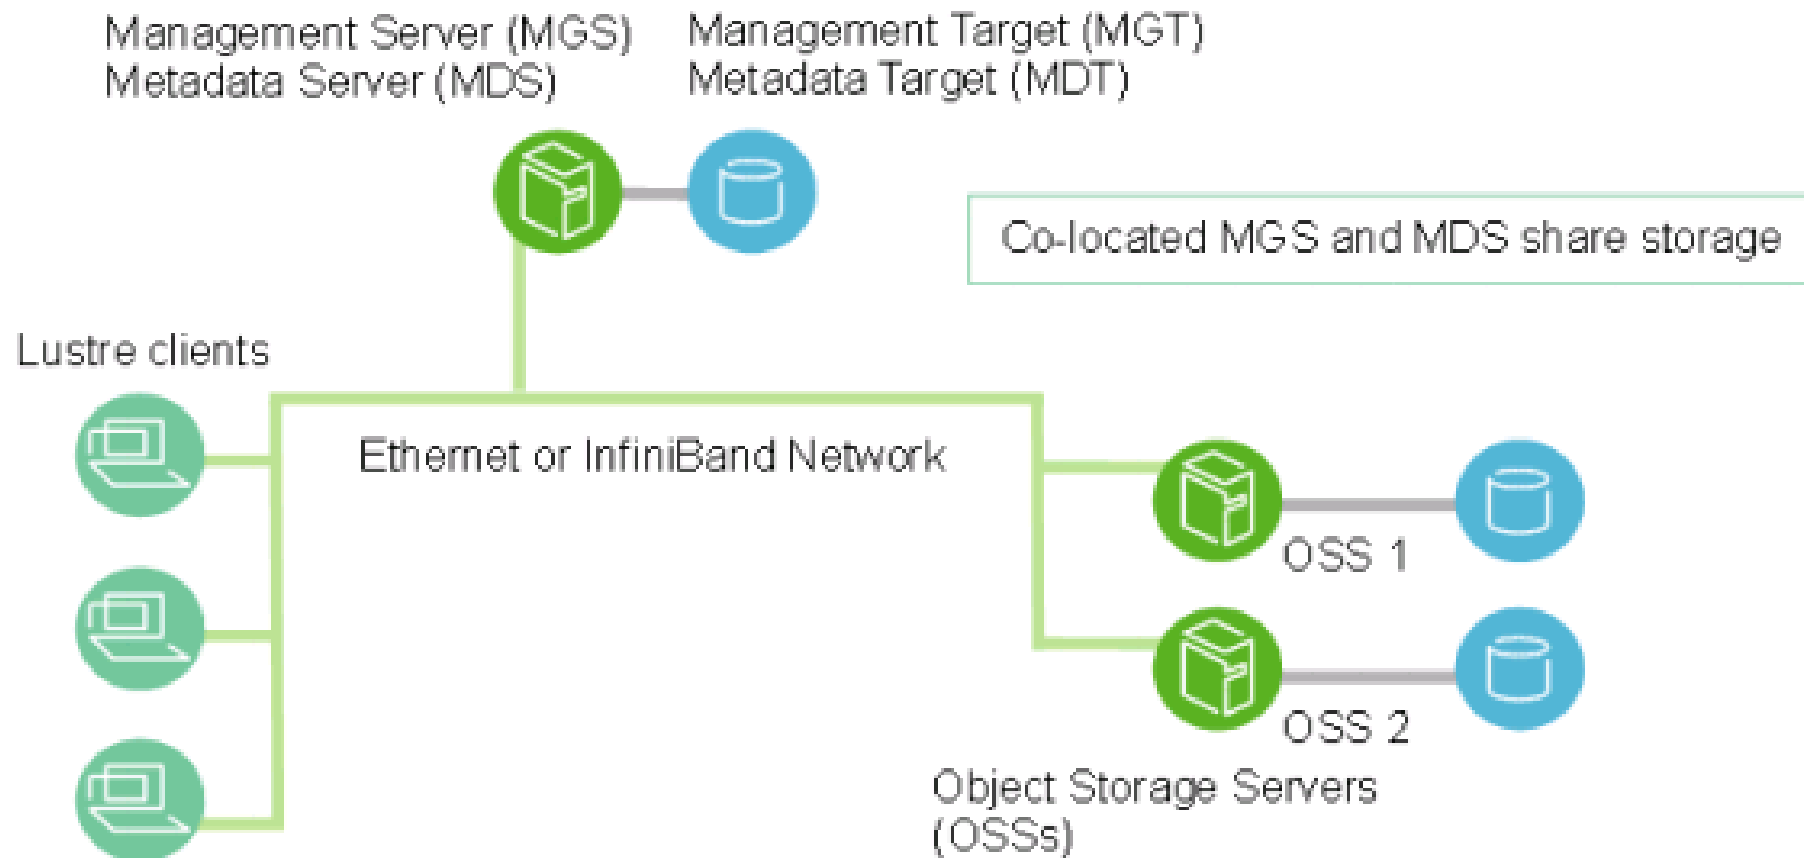 Management Server (MGS)
Metadata Server (MDS)
Management Target (MGT)
Metadata Target (MDT)
Co-located MGS and MDS share storage
Lustre clients
Ethernet or InfiniBand Network
OSS 1
OSS 2
Object Storage Servers
(OSSs)